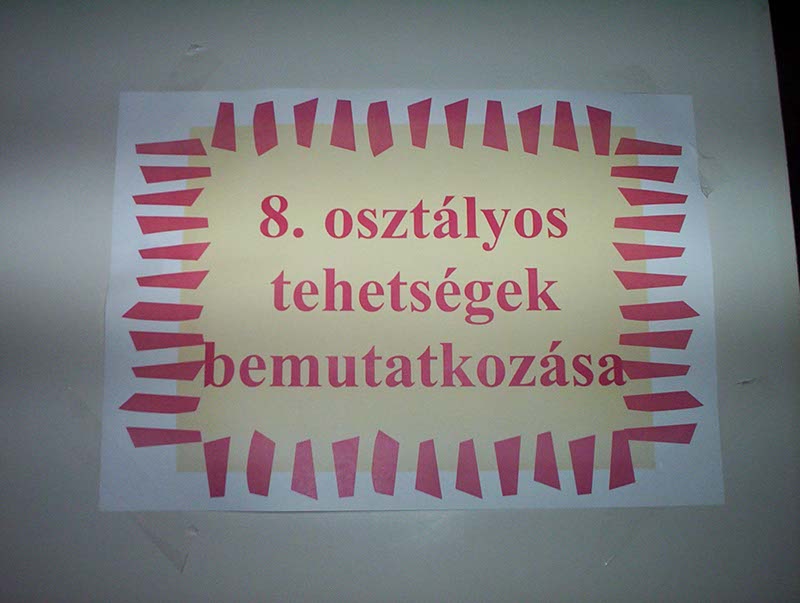 8. osztályos
tehetségek
bemutatkozása